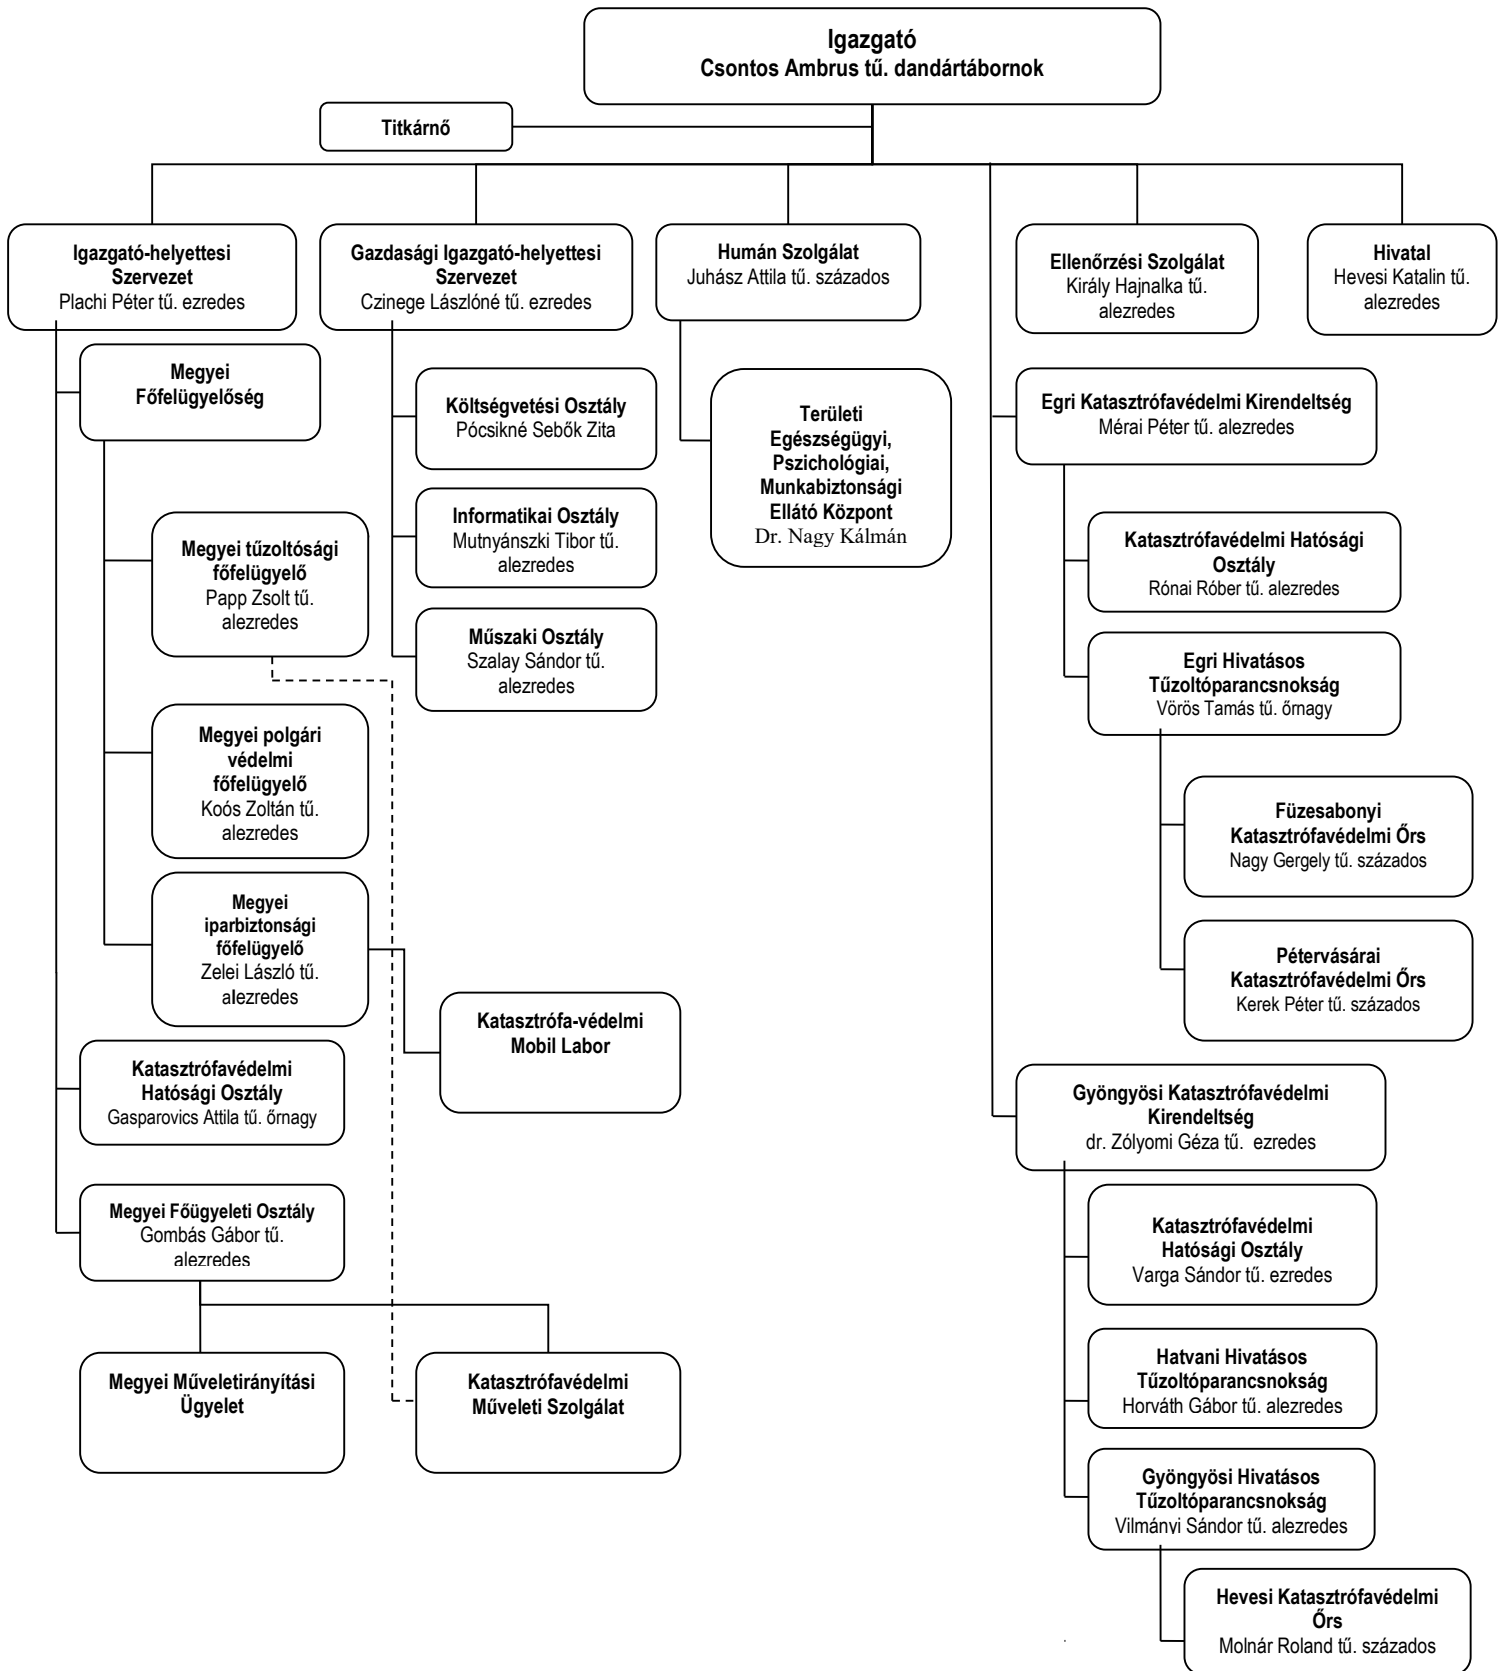 Igazgató
Csontos Ambrus tű. dandártábornok
Titkárnő
Igazgató-helyettesi
Szervezet
Plachi Péter tű. ezredes
Gazdasági Igazgató-helyettesi
Szervezet
Czinege Lászlóné tű. ezredes
Humán Szolgálat
Juhász Attila tű. százados
Ellenőrzési Szolgálat
Király Hajnalka tű.
alezredes
Hivatal
Hevesi Katalin tű.
alezredes
Megyei
Főfelügyelőség
Megyei tűzoltósági
főfelügyelő
Papp Zsolt tű.
alezredes
Megyei polgári
védelmi
főfelügyelő
Koós Zoltán tű.
alezredes
Megyei
iparbiztonsági
főfelügyelő
Zelei László tű.
alezredes
Katasztrófa-védelmi
Mobil Labor
Katasztrófavédelmi
Hatósági Osztály
Gasparovics Attila tű. őrnagy
Megyei Főügyeleti Osztály
Gombás Gábor tű.
alezredes
Megyei Műveletirányítási
Ügyelet
Katasztrófavédelmi
Műveleti Szolgálat
Költségvetési Osztály
Pócsikné Sebők Zita
Informatikai Osztály
Mutnyánszki Tibor tű.
alezredes
Műszaki Osztály
Szalay Sándor tű.
alezredes
Területi
Egészségügyi,
Pszichológiai,
Munkabiztonsági
Ellátó Központ
Dr. Nagy Kálmán
Egri Katasztrófavédelmi Kirendeltség
Mérai Péter tű. alezredes
Katasztrófavédelmi Hatósági
Osztály
Rónai Róber tű. alezredes
Egri Hivatásos
Tűzoltóparancsnokság
Vörös Tamás tű. őrnagy
Füzesabonyi
Katasztrófavédelmi Őrs
Nagy Gergely tű. százados
Pétervásárai
Katasztrófavédelmi Őrs
Kerek Péter tű. százados
Gyöngyösi Katasztrófavédelmi
Kirendeltség
dr. Zólyomi Géza tű. ezredes
Katasztrófavédelmi
Hatósági Osztály
Varga Sándor tű. ezredes
Hatvani Hivatásos
Tűzoltóparancsnokság
Horváth Gábor tű. alezredes
Gyöngyösi Hivatásos
Tűzoltóparancsnokság
Vilmányi Sándor tű. alezredes
Hevesi Katasztrófavédelmi
Őrs
Molnár Roland tű. százados